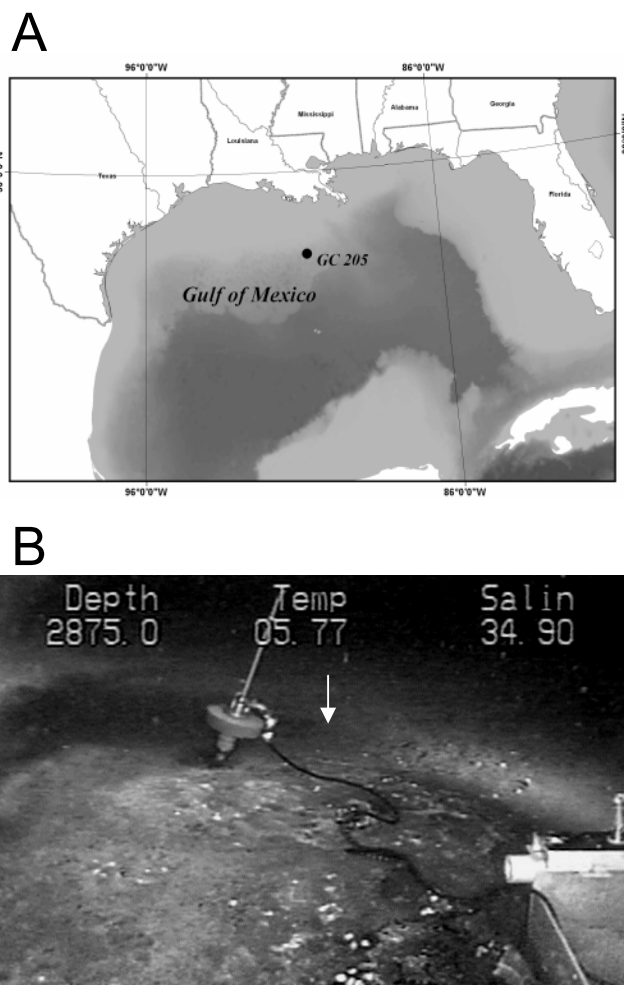 A
96°0'0"W
86°0'0"W
Mississippi
Alabama
Georgia
Louisiana
Texas
Florida
GC 205
Gulf of Mexico
96°0'0"W
86°0'0"W
B
Depth Temp Salin
2875.0 05.77 34.90